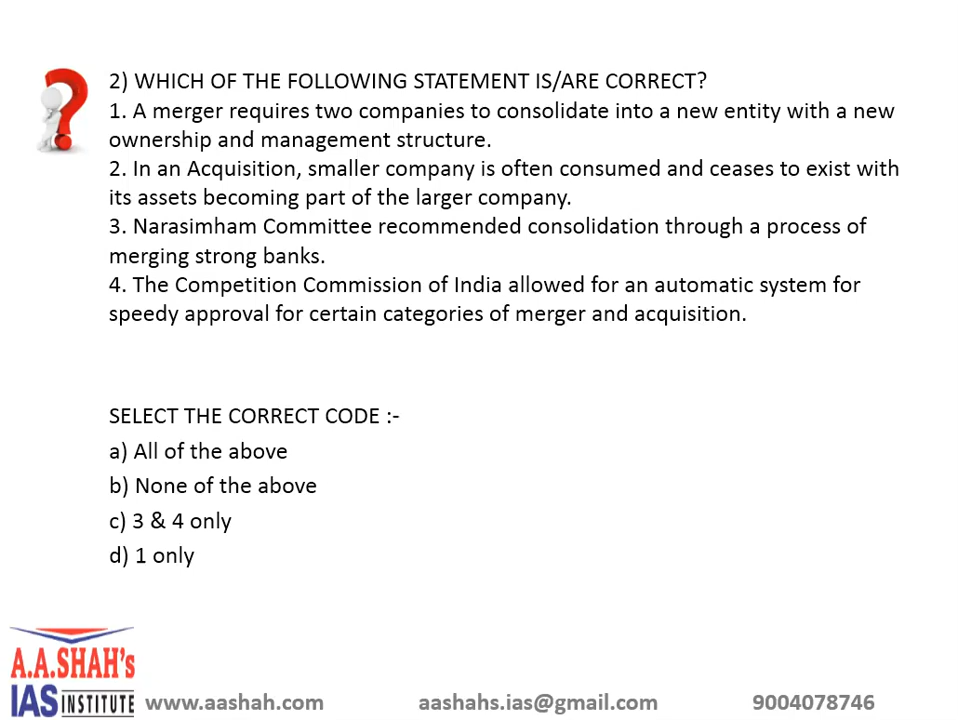 2) WHICH OF THE FOLLOWING STATEMENT IS/ARE CORRECT?
1. A merger requires two companies to consolidate into a new entity with a new
ownership and management structure.
2. In an Acquisition, smaller company is often consumed and ceases to exist with
its assets becoming part of the larger company.
3. Narasimham Committee recommended consolidation through a process of
merging strong banks.
4. The Competition Commission of India allowed for an automatic system for
speedy approval for certain categories of merger and acquisition.
SELECT THE CORRECT CODE :-
a) All of the above
b) None of the above
c) 3 & 4 only
d) 1 only
A.A.SHAH's
IAS INSTITUTE
www.aashah.com aashahs.ias@gmail.com 9004078746